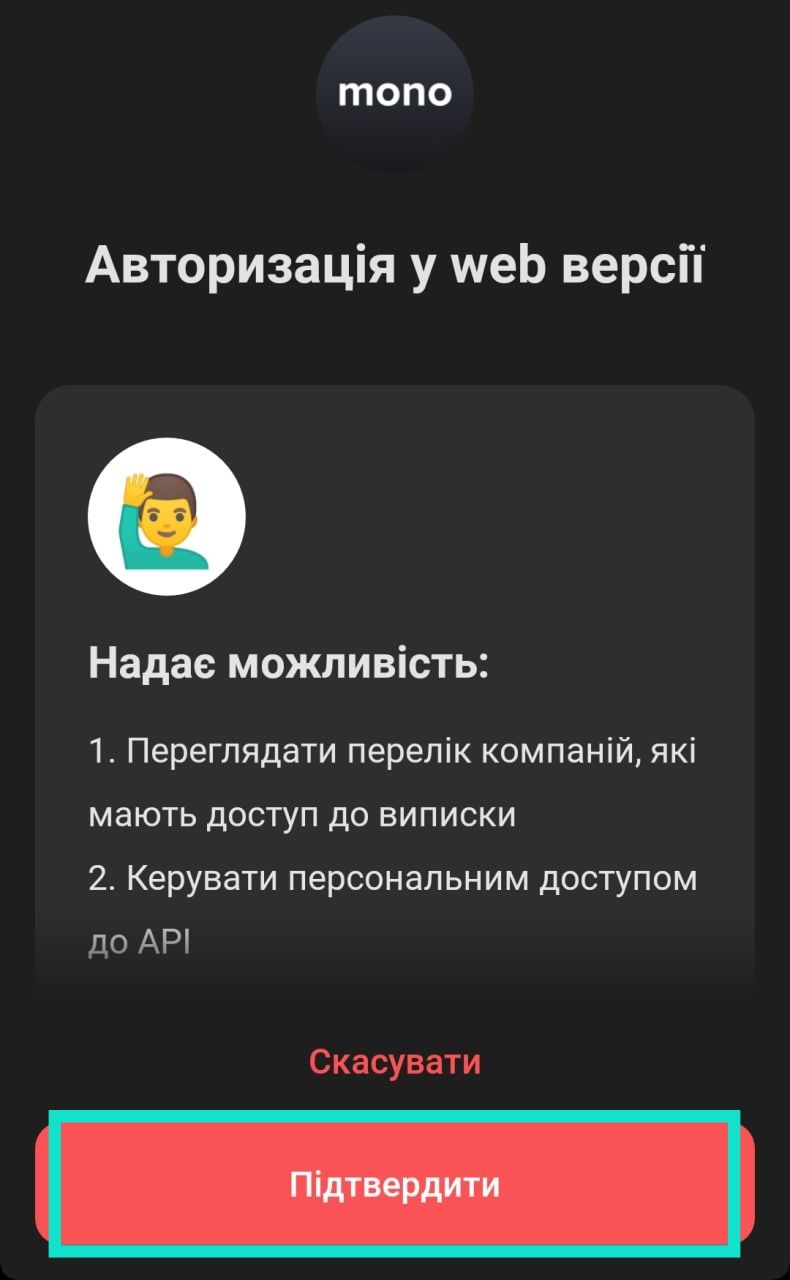 mono
Авторизація у web версії
Надає можливість:
1. Переглядати перелік компаній, які
мають доступ до виписки
2. Керувати персональним доступом
до API
Скасувати
Підтвердити